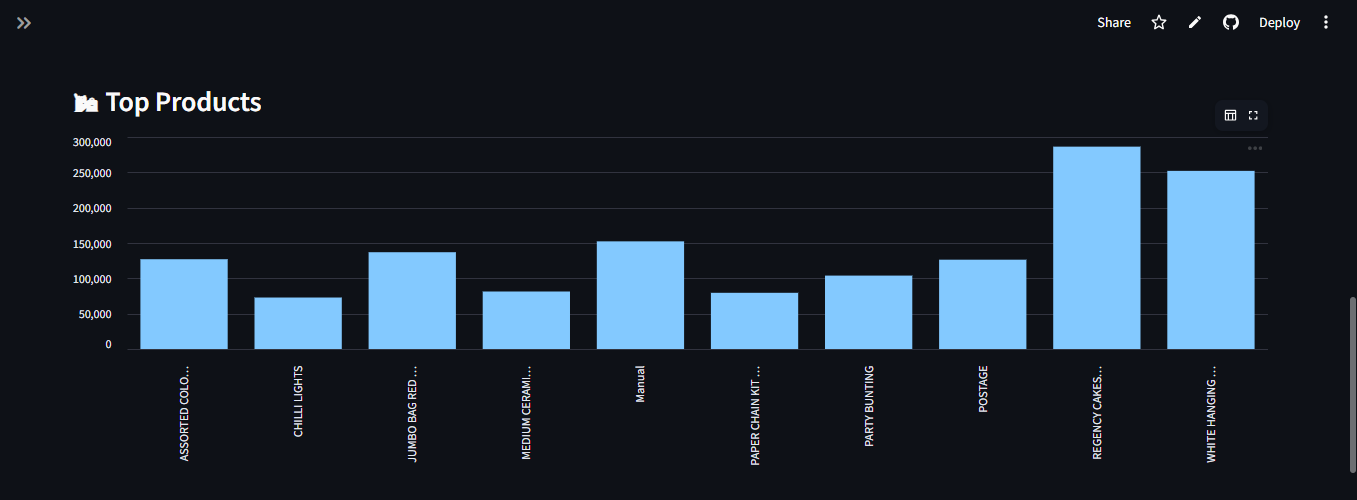 Share
Deploy
Top Products
300,000
250,000
200,000
150,000
100,000
50,000
0
ASSORTED COLO...
CHILLI LIGHTS
JUMBO BAG RED ...
MEDIUM CERAMI...
Manual
PAPER CHAIN KIT ...
PARTY BUNTING
POSTAGE
REGENCY CAKES...
WHITE HANGING ...